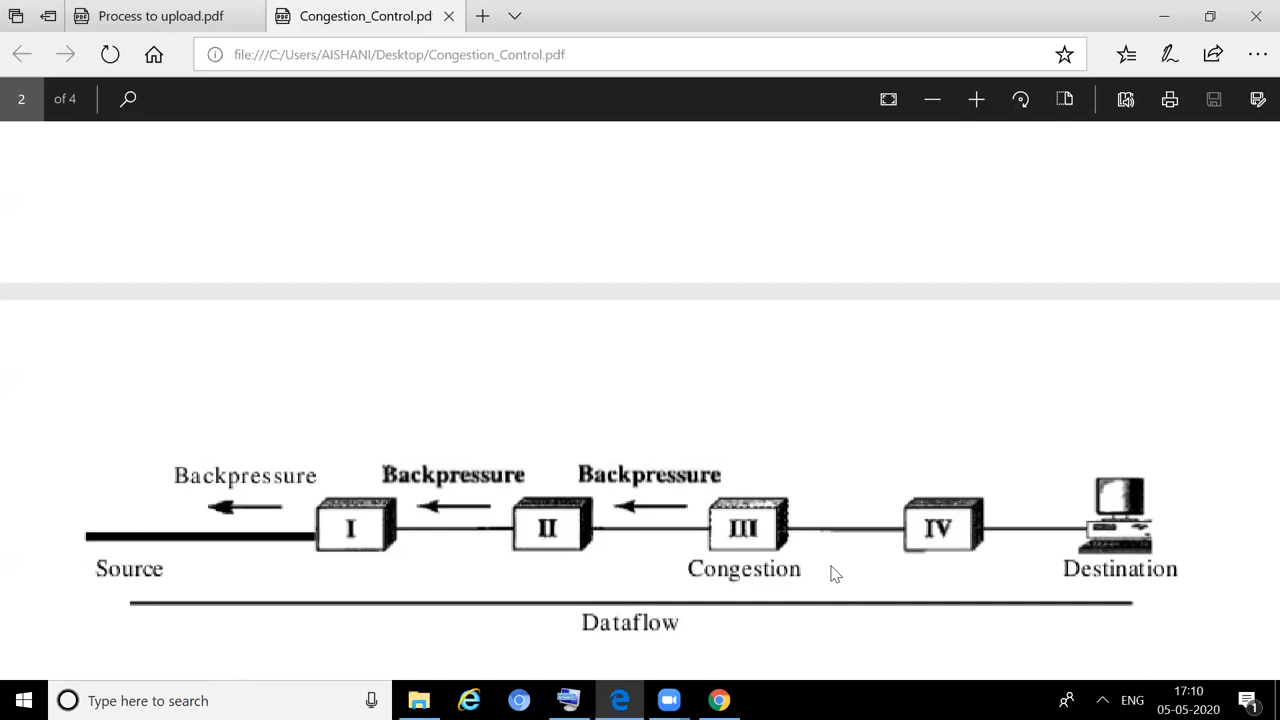 Process to upload.pdf
Congestion_Control.pd
file:///C:/Users/AISHANI/Desktop/Congestion_Control.pdf
2 of 4
Backpressure Backpressure Backpressure
I II III IV
Source Congestion Destination
Dataflow
Type here to search
ENG
17:10
05-05-2020
1